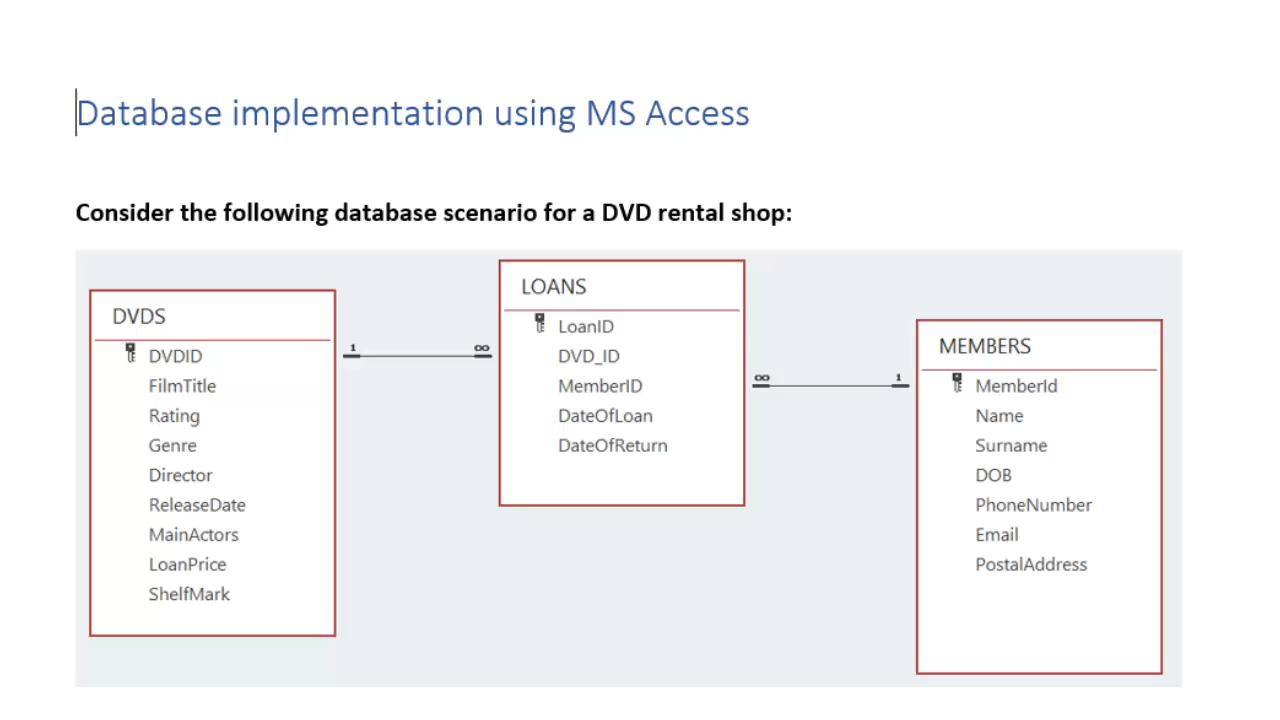 Database implementation using MS Access
Consider the following database scenario for a DVD rental shop:
DVDS
DVDID
FilmTitle
Rating
Genre
Director
ReleaseDate
MainActors
LoanPrice
ShelfMark
1 ∞
LOANS
LoanID
DVD_ID
MemberID
DateOfLoan
DateOfReturn
∞ 1
MEMBERS
MemberId
Name
Surname
DOB
PhoneNumber
Email
PostalAddress